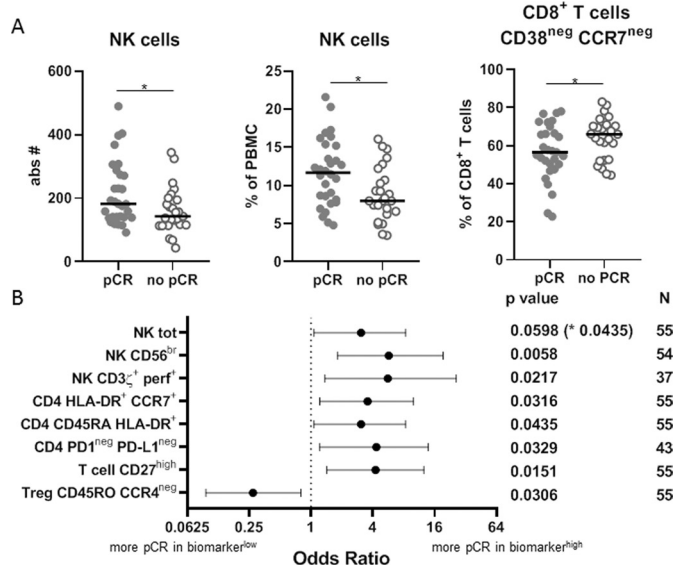 A
NK cells
abs #
600
400
200
0
pCR
no pCR
*
NK cells
% of PBMC
25
20
15
10
5
0
pCR
no pCR
*
CD8+ T cells
CD38neg CCR7neg
% of CD8+ T cells
100
80
60
40
20
0
pCR
no PCR
*
B
p value N
NK tot 0.0598 (* 0.0435) 55
NK CD56br 0.0058 54
NK CD3ζ+ perf+ 0.0217 37
CD4 HLA-DR+ CCR7+ 0.0316 55
CD4 CD45RA HLA-DR+ 0.0435 55
CD4 PD1neg PD-L1neg 0.0329 43
T cell CD27high 0.0151 55
Treg CD45RO CCR4neg 0.0306 55
0.0625 0.25 1 4 16 64
more pCR in biomarkerlow
Odds Ratio
more pCR in biomarkerhigh